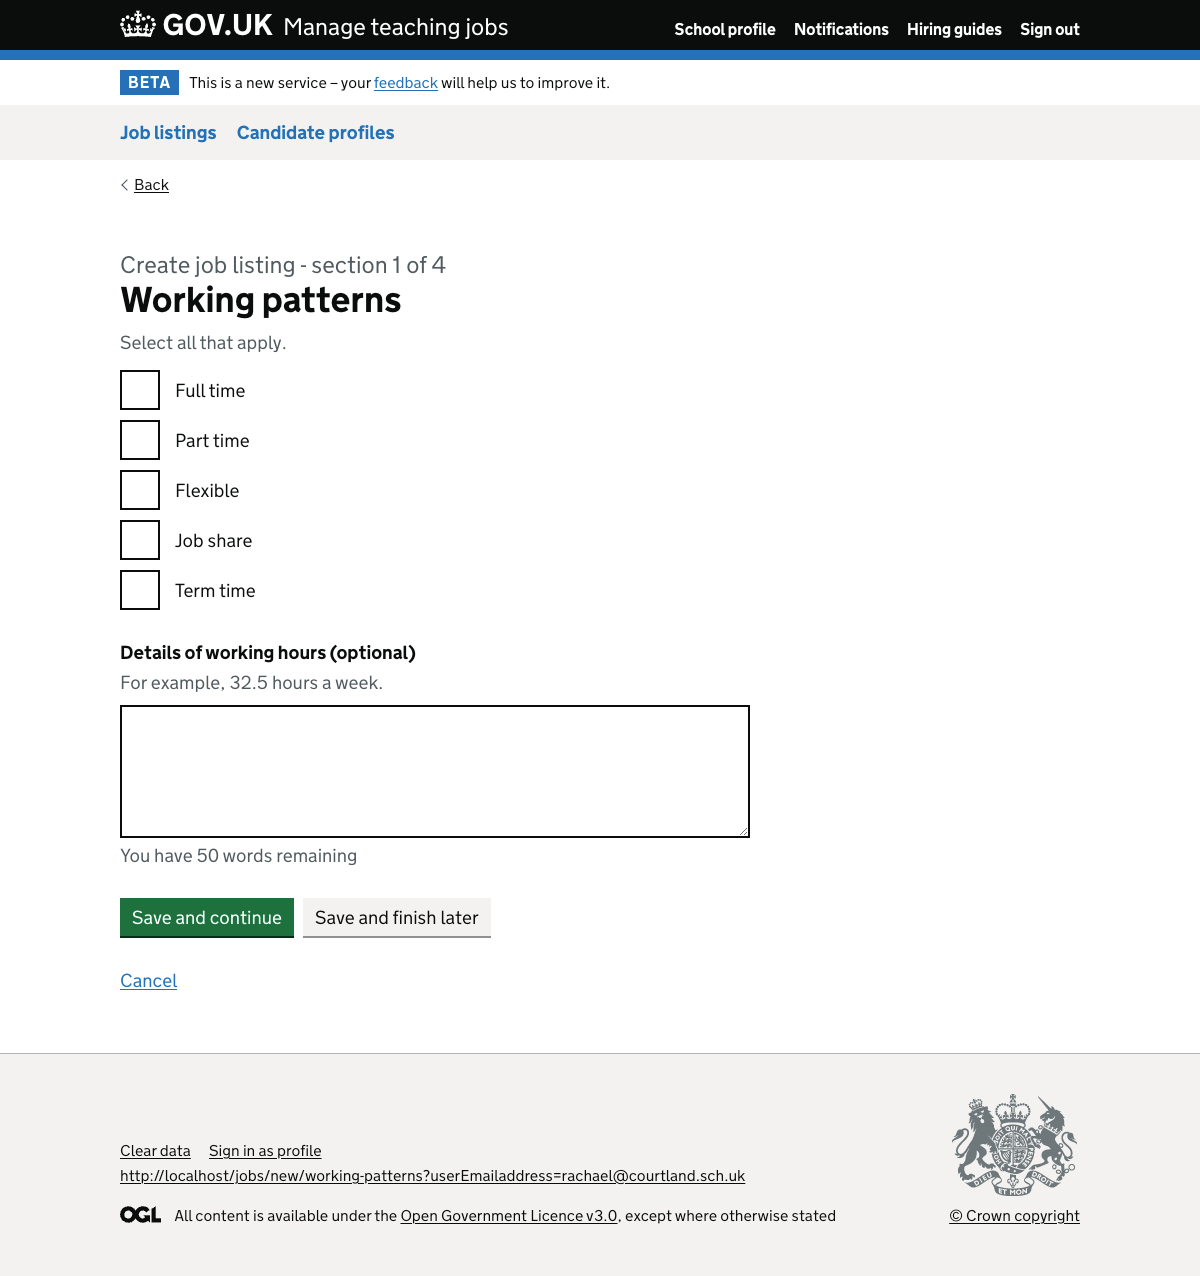 GOV.UK Manage teaching jobs School profile Notifications Hiring guides Sign out
BETA This is a new service – your feedback will help us to improve it.
Job listings Candidate profiles
Back
Create job listing - section 1 of 4
Working patterns
Select all that apply.
Full time
Part time
Flexible
Job share
Term time
Details of working hours (optional)
For example, 32.5 hours a week.
You have 50 words remaining
Save and continue Save and finish later
Cancel
Clear data Sign in as profile
http://localhost/jobs/new/working-patterns?userEmailaddress=rachael@courtland.sch.uk
DIEU ET MON DROIT
OGL All content is available under the Open Government Licence v3.0, except where otherwise stated
© Crown copyright